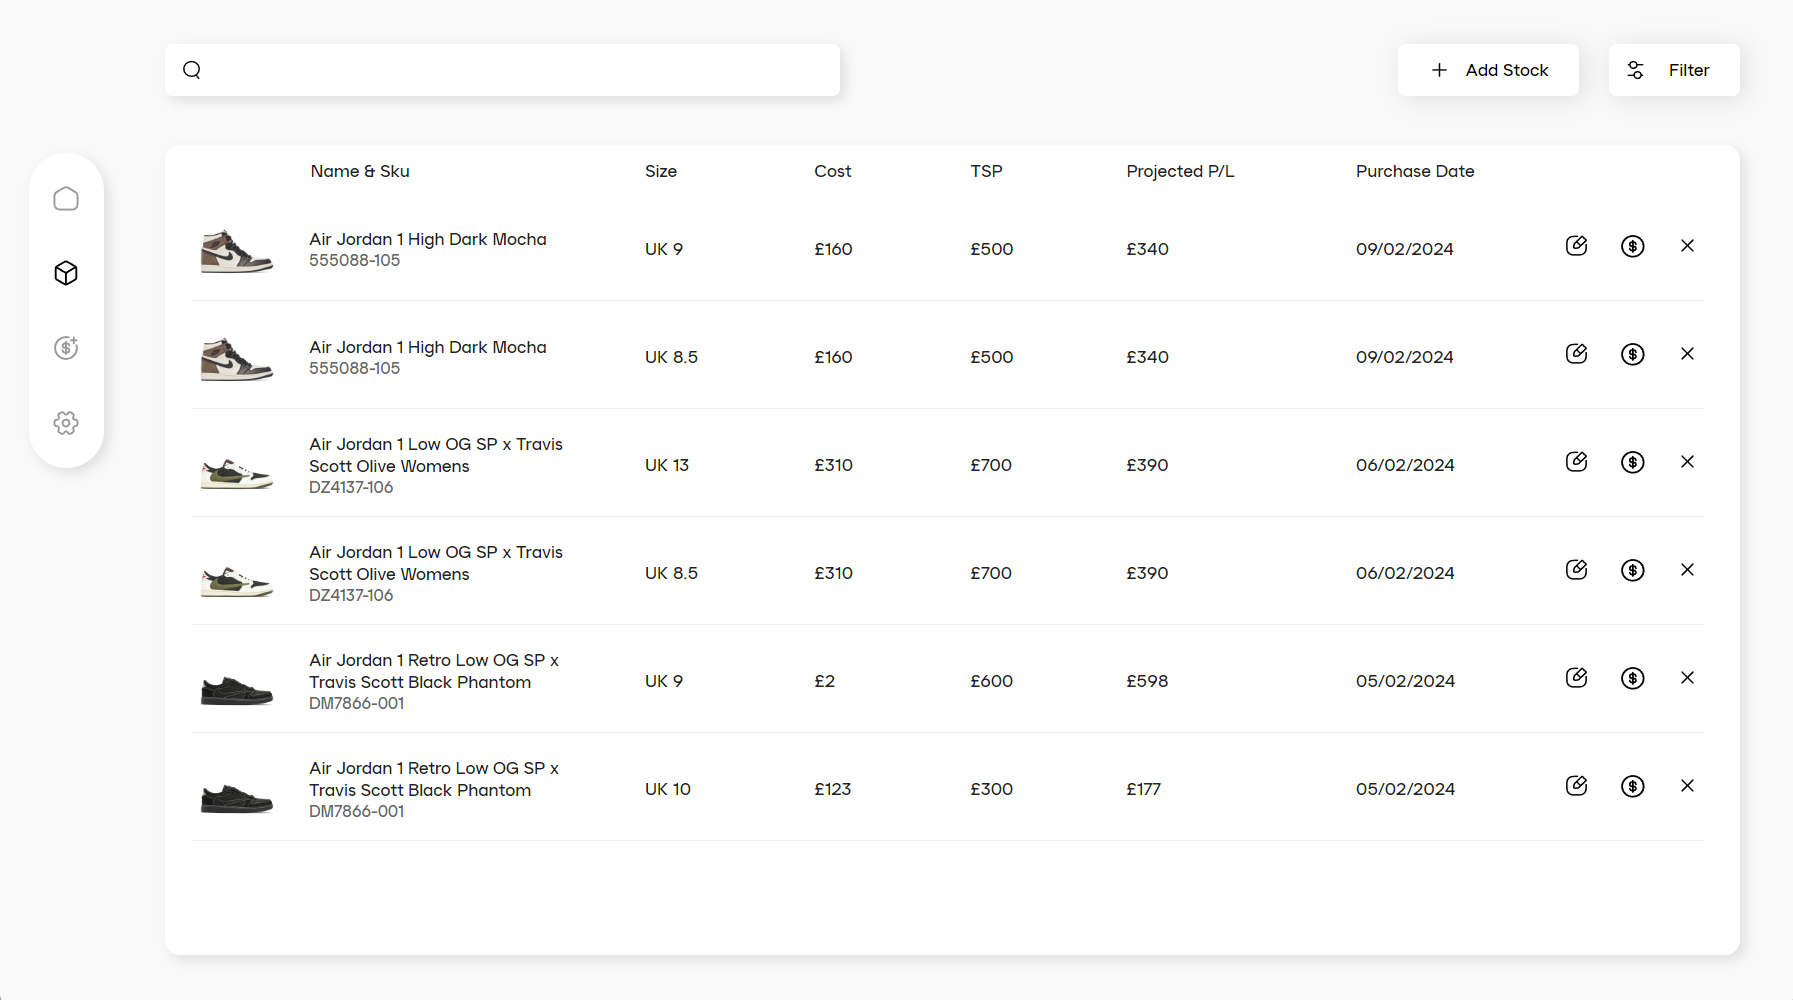 Add Stock
Filter
Name & Sku Size Cost TSP Projected P/L Purchase Date
Air Jordan 1 High Dark Mocha
555088-105
UK 9 £160 £500 £340 09/02/2024
Air Jordan 1 High Dark Mocha
555088-105
UK 8.5 £160 £500 £340 09/02/2024
Air Jordan 1 Low OG SP x Travis
Scott Olive Womens
DZ4137-106
UK 13 £310 £700 £390 06/02/2024
Air Jordan 1 Low OG SP x Travis
Scott Olive Womens
DZ4137-106
UK 8.5 £310 £700 £390 06/02/2024
Air Jordan 1 Retro Low OG SP x
Travis Scott Black Phantom
DM7866-001
UK 9 £2 £600 £598 05/02/2024
Air Jordan 1 Retro Low OG SP x
Travis Scott Black Phantom
DM7866-001
UK 10 £123 £300 £177 05/02/2024